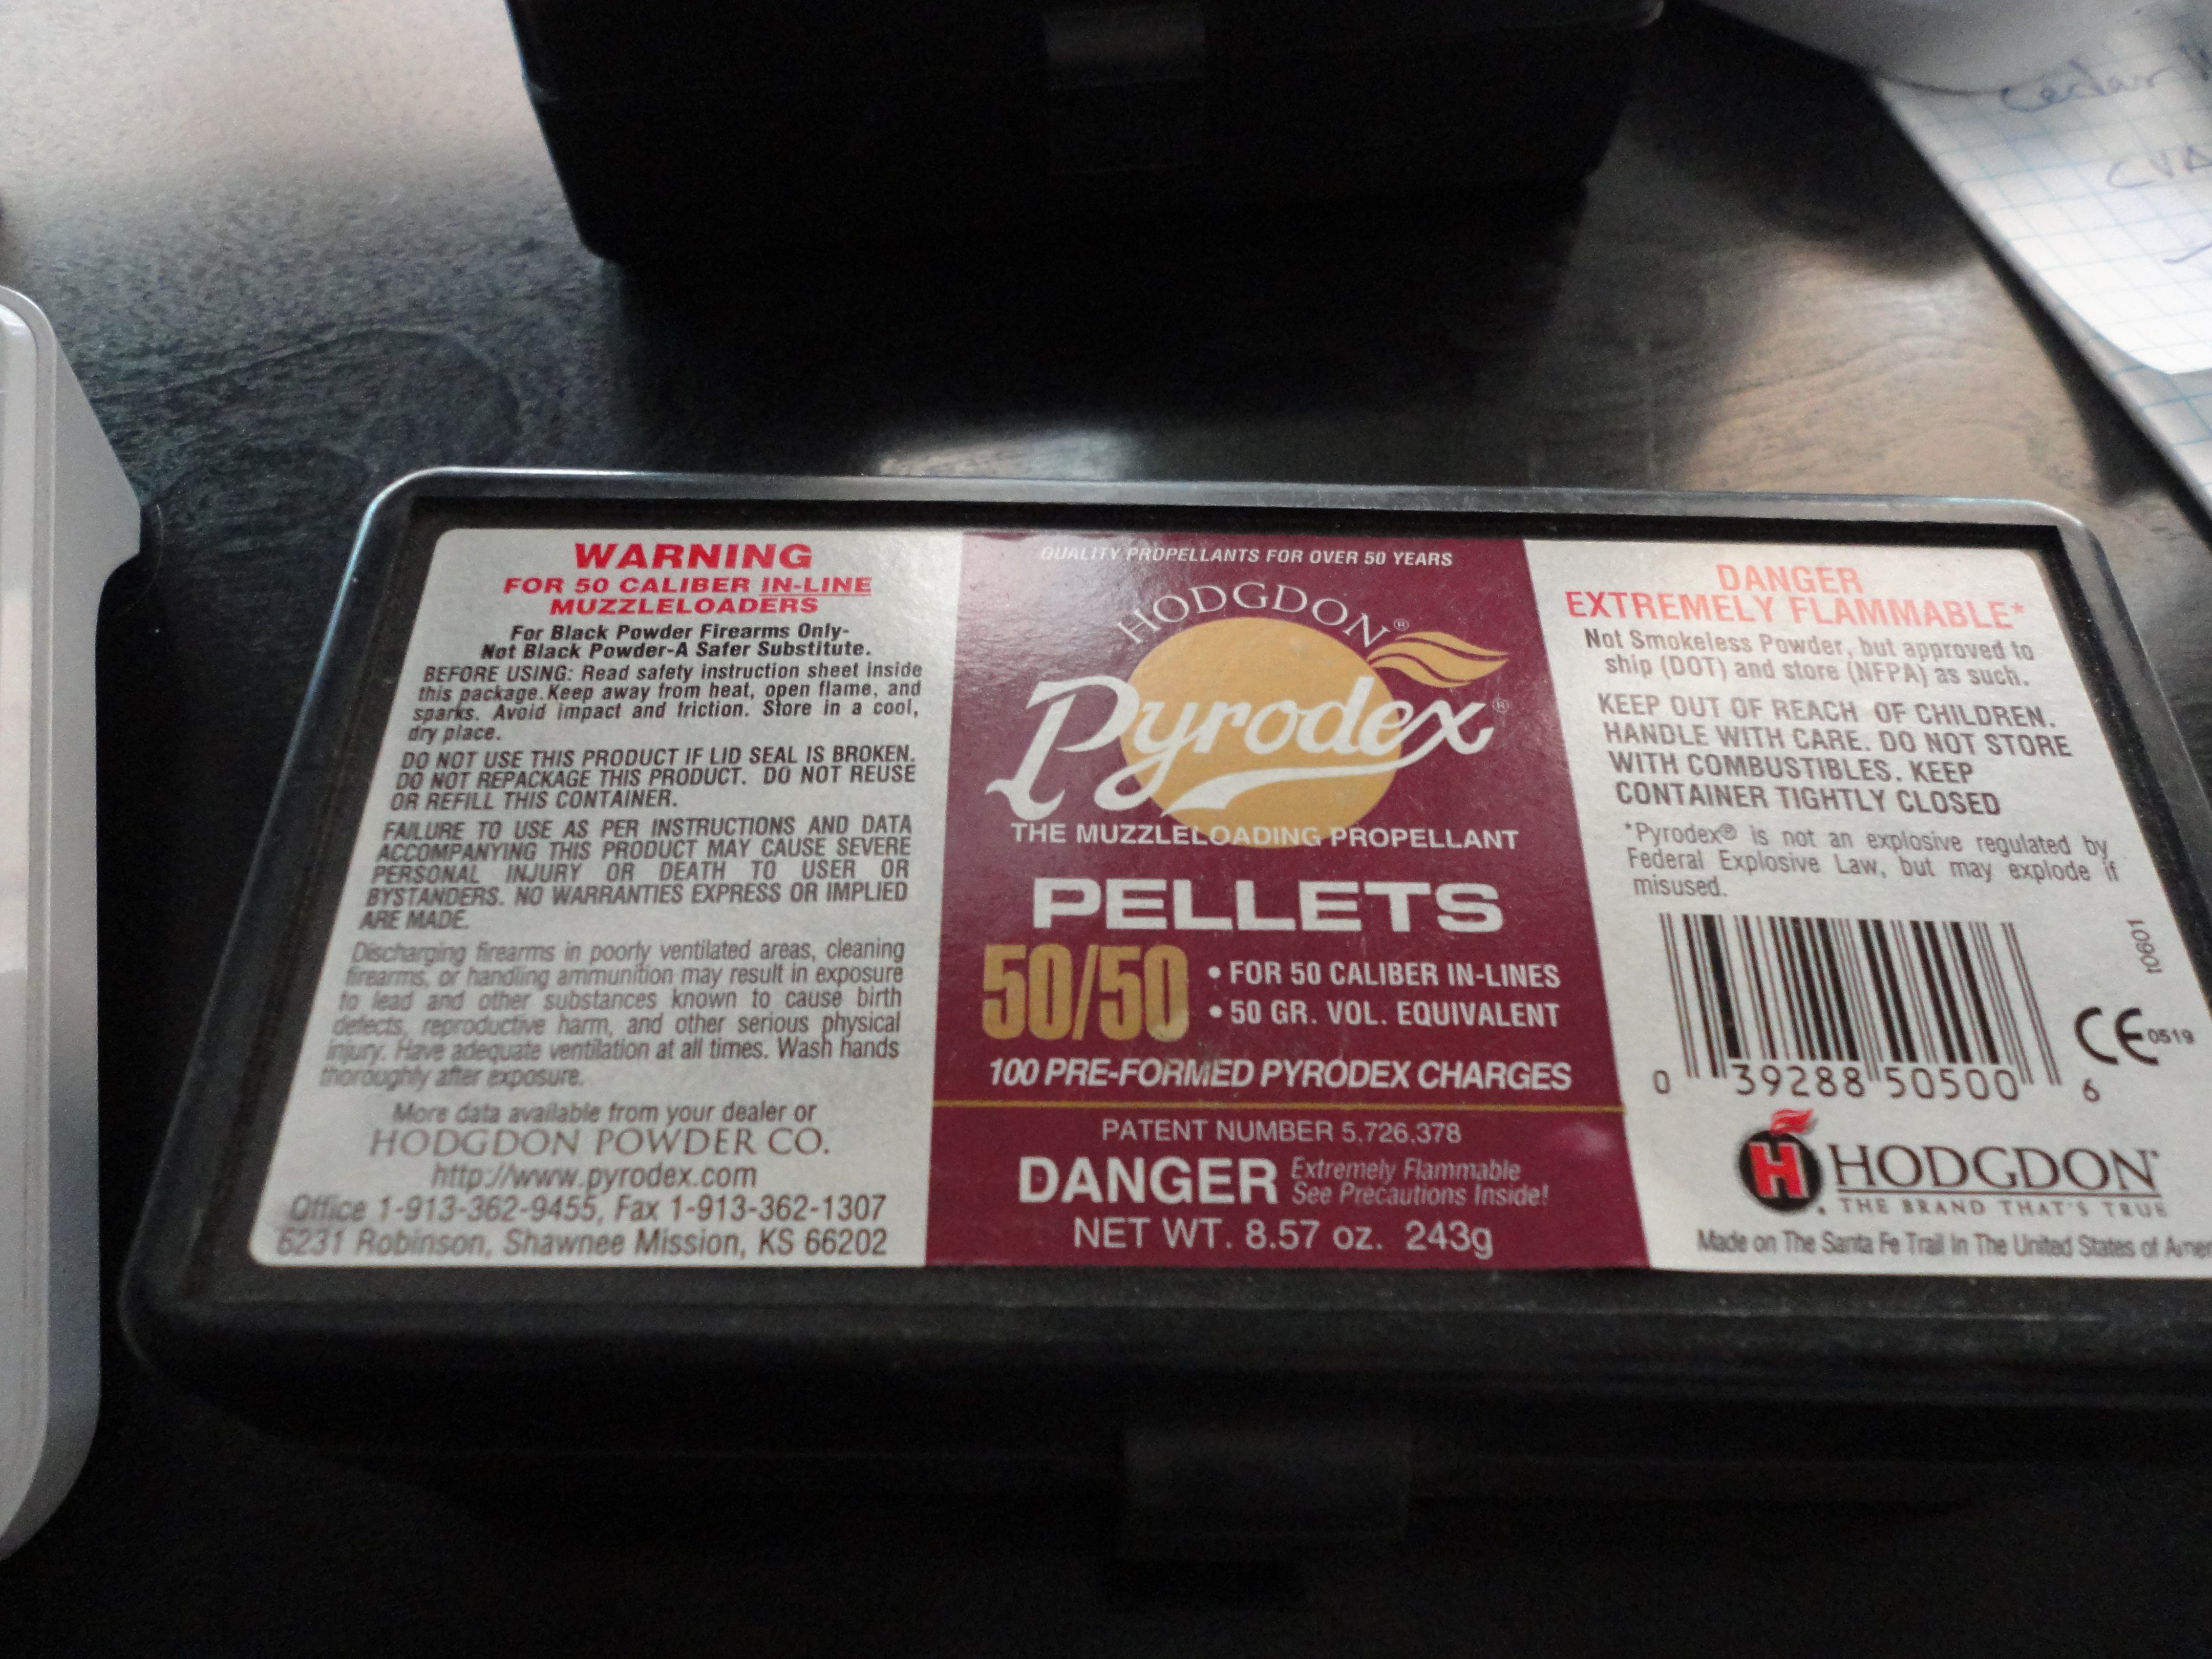 WARNING
FOR 50 CALIBER IN-LINE
MUZZLELOADERS
For Black Powder Firearms Only-
Not Black Powder-A Safer Substitute.
BEFORE USING: Read safety instruction sheet inside
this package. Keep away from heat, open flame, and
sparks. Avoid impact and friction. Store in a cool,
dry place.
DO NOT USE THIS PRODUCT IF LID SEAL IS BROKEN.
DO NOT REPACKAGE THIS PRODUCT. DO NOT REUSE
OR REFILL THIS CONTAINER.
FAILURE TO USE AS PER INSTRUCTIONS AND DATA
ACCOMPANYING THIS PRODUCT MAY CAUSE SEVERE
PERSONAL INJURY OR DEATH TO USER OR
BYSTANDERS. NO WARRANTIES EXPRESS OR IMPLIED
ARE MADE.
Discharging firearms in poorly ventilated areas, cleaning
firearms, or handling ammunition may result in exposure
to lead and other substances known to cause birth
defects, reproductive harm, and other serious physical
injury. Have adequate ventilation at all times. Wash hands
thoroughly after exposure.
More data available from your dealer or
HODGDON POWDER CO.
http://www.pyrodex.com
Office 1-913-362-9455, Fax 1-913-362-1307
6231 Robinson, Shawnee Mission, KS 66202
QUALITY PROPELLANTS FOR OVER 50 YEARS
HODGDON®
Pyrodex®
THE MUZZLELOADING PROPELLANT
PELLETS
50/50
• FOR 50 CALIBER IN-LINES
• 50 GR. VOL. EQUIVALENT
100 PRE-FORMED PYRODEX CHARGES
PATENT NUMBER 5,726,378
DANGER Extremely Flammable
See Precautions Inside!
NET WT. 8.57 oz. 243g
DANGER
EXTREMELY FLAMMABLE*
Not Smokeless Powder, but approved to
ship (DOT) and store (NFPA) as such.
KEEP OUT OF REACH OF CHILDREN.
HANDLE WITH CARE. DO NOT STORE
WITH COMBUSTIBLES. KEEP
CONTAINER TIGHTLY CLOSED
*Pyrodex® is not an explosive regulated by
Federal Explosive Law, but may explode if
misused.
t0601
CE 0519
0 39288 50500 6
H HODGDON
THE BRAND THAT'S TRUE
Made on The Santa Fe Trail In The United States of Amer
Cedar
CVA